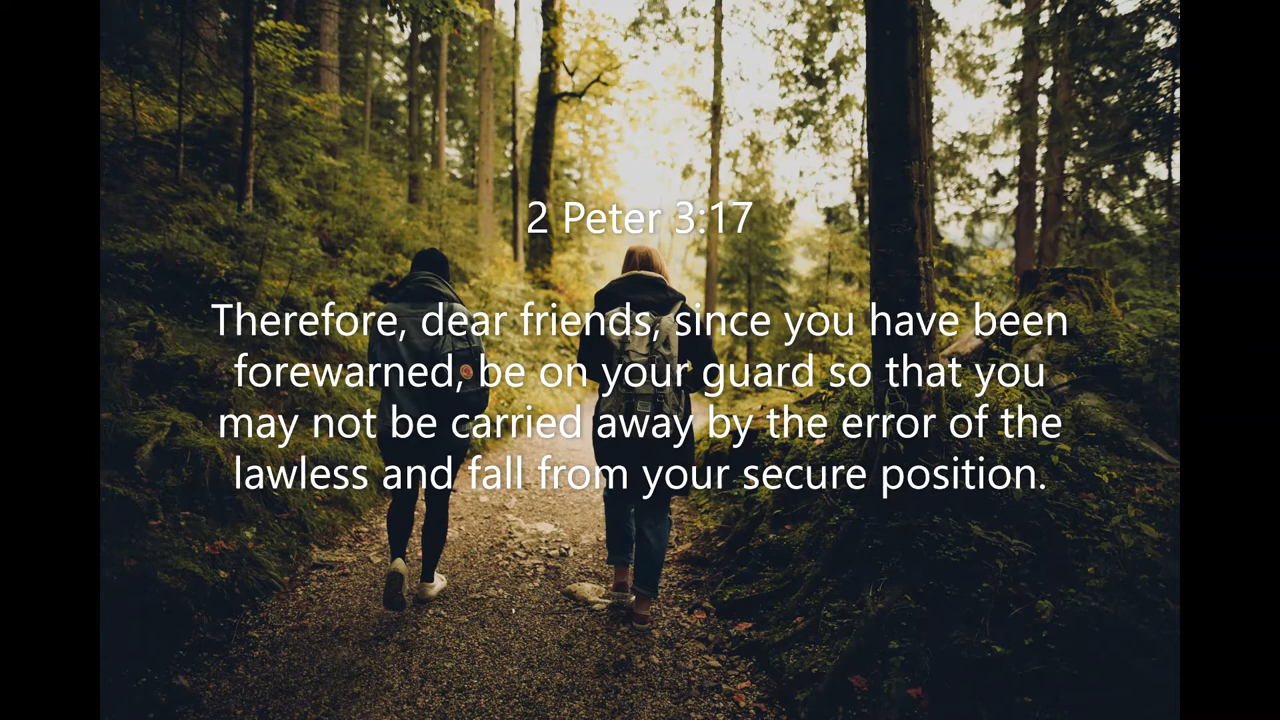 2 Peter 3:17
Therefore, dear friends, since you have been
forewarned, be on your guard so that you
may not be carried away by the error of the
lawless and fall from your secure position.